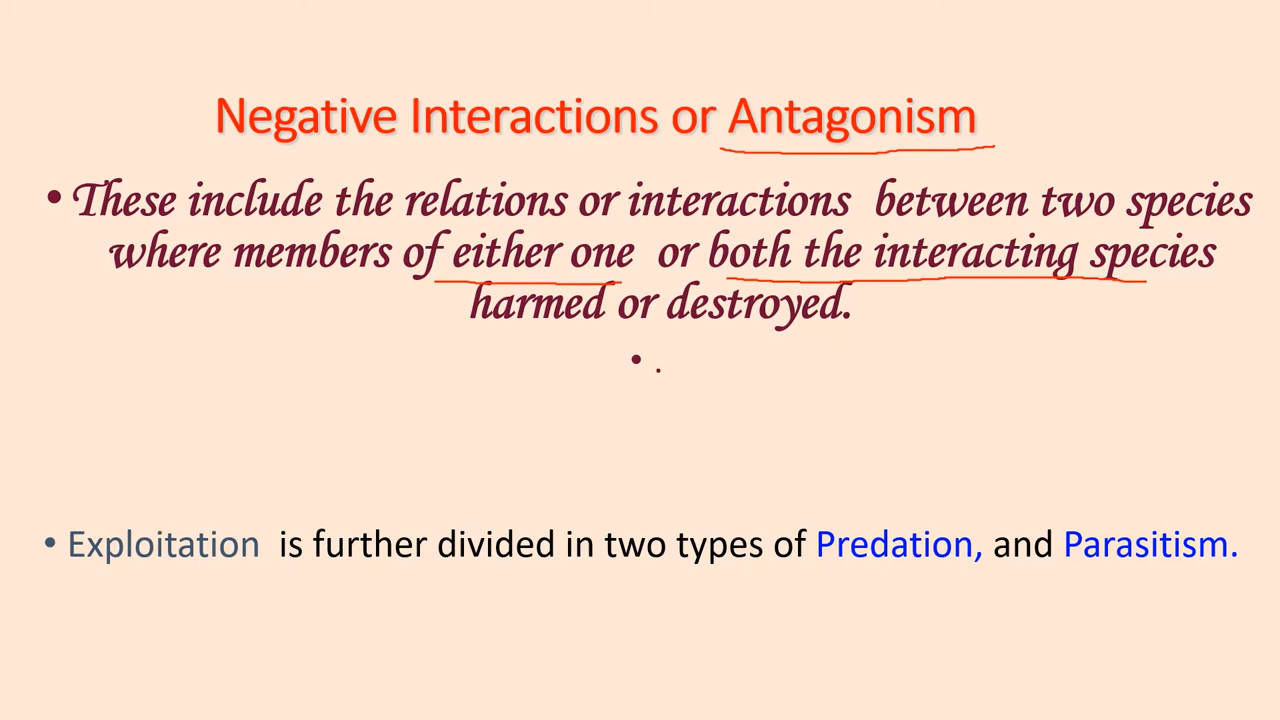 Negative Interactions or Antagonism
• These include the relations or interactions between two species
where members of either one or both the interacting species
harmed or destroyed.
• .
• Exploitation is further divided in two types of Predation, and Parasitism.